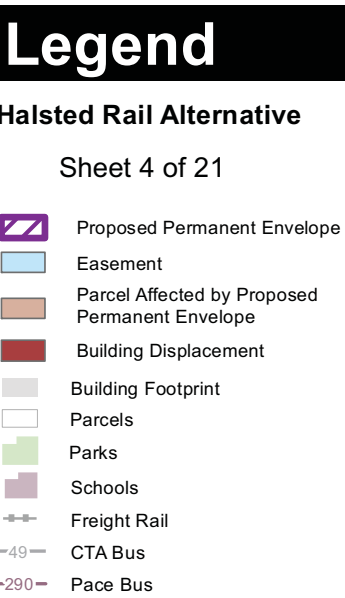 Legend
Halsted Rail Alternative
Sheet 4 of 21
Proposed Permanent Envelope
Easement
Parcel Affected by Proposed
Permanent Envelope
Building Displacement
Building Footprint
Parcels
Parks
Schools
Freight Rail
49 CTA Bus
290 Pace Bus